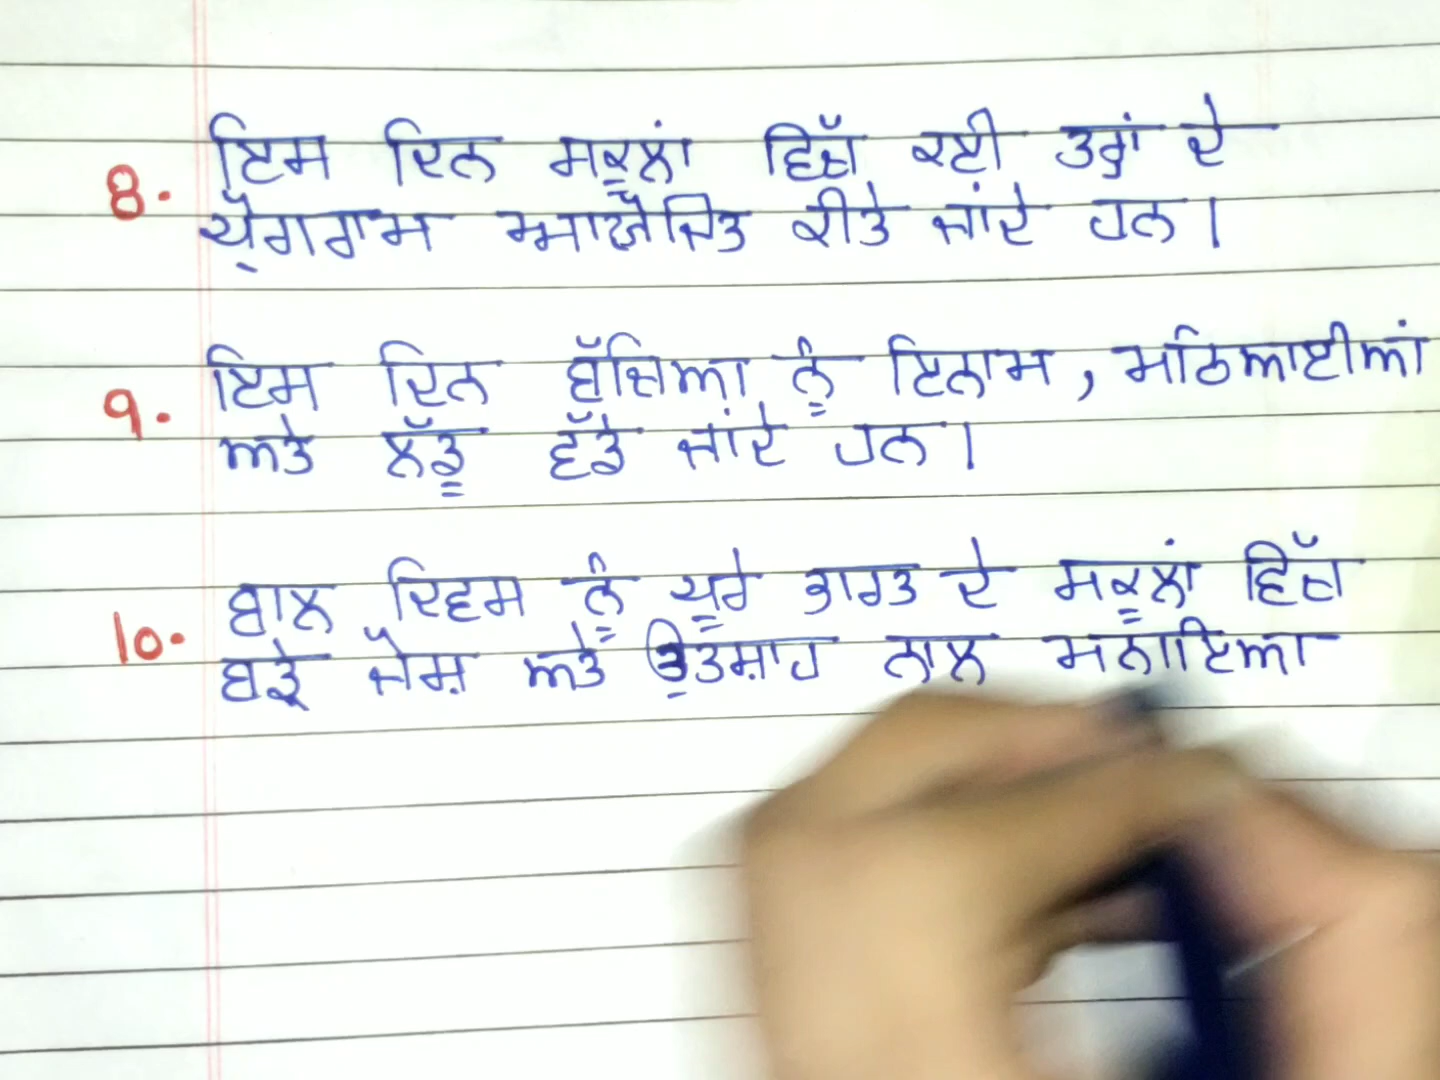 8. ਇਸ ਦਿਨ ਸਕੂਲਾਂ ਵਿੱਚ ਕਈ ਤਰ੍ਹਾਂ ਦੇ
ਪ੍ਰੋਗਰਾਮ ਆਯੋਜਿਤ ਕੀਤੇ ਜਾਂਦੇ ਹਨ।
9. ਇਸ ਦਿਨ ਬੱਚਿਆ ਨੂੰ ਇਨਾਮ, ਮਠਿਆਈਆਂ
ਅਤੇ ਲੱਡੂ ਵੰਡੇ ਜਾਂਦੇ ਹਨ।
10. ਬਾਲ ਦਿਵਸ ਨੂੰ ਪੂਰੇ ਭਾਰਤ ਦੇ ਸਕੂਲਾਂ ਵਿੱਚ
ਬੜੇ ਜੋਸ਼ ਅਤੇ ਉਤਸ਼ਾਹ ਨਾਲ ਮਨਾਇਆ